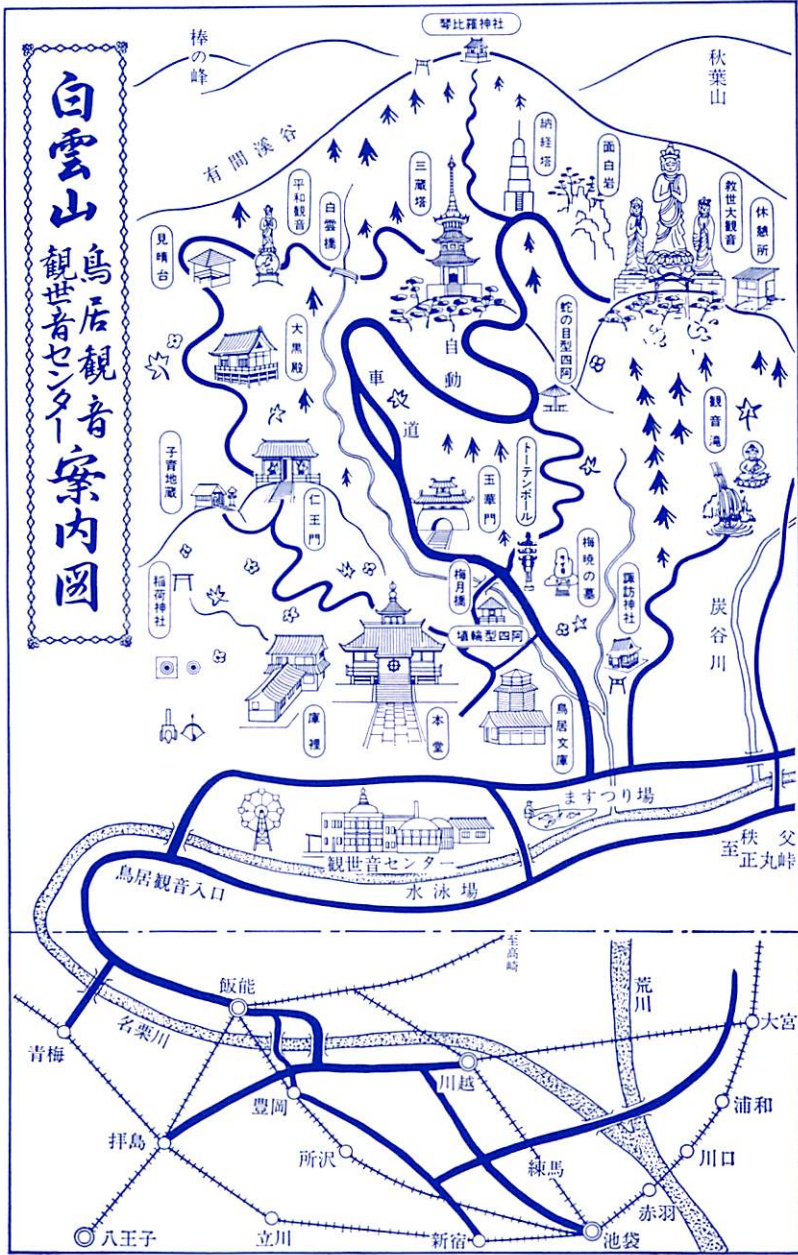 白雲山
鳥居観音
観世音センター
案内図
棒の峰
琴比羅神社
秋葉山
有間渓谷
納経塔
面白岩
三蔵塔
救世大観音
休憩所
平和観音
白雲橋
見晴台
大黒殿
自動車道
蛇の目型四阿
観音滝
子育地蔵
仁王門
玉華門
トーテンポール
梅暁の墓
梅月橋
埴輪型四阿
諏訪神社
炭谷川
稲荷神社
庫裡
本堂
鳥居文庫
ますつり場
観世音センター
水泳場
鳥居観音入口
至秩父
正丸峠
至高崎
飯能
荒川
大宮
名栗川
青梅
川越
豊岡
浦和
拝島
所沢
練馬
川口
赤羽
八王子
立川
新宿
池袋